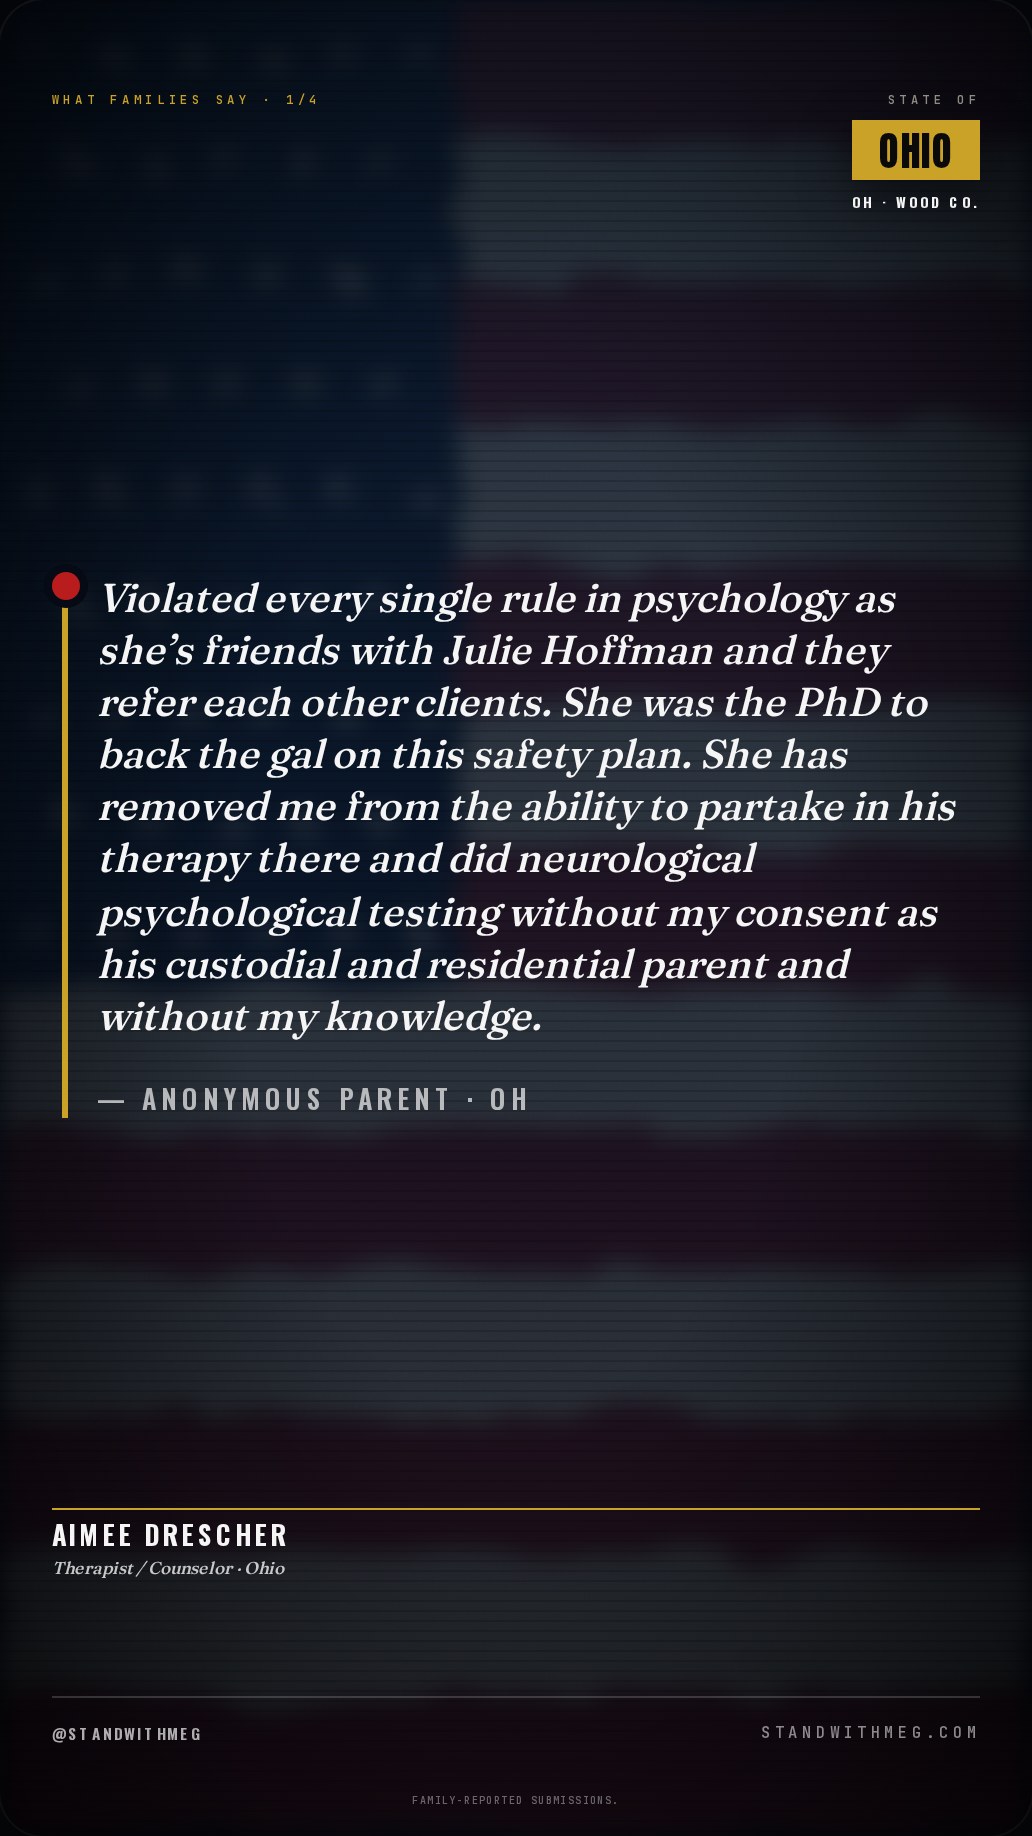 WHAT FAMILIES SAY · 1/4
STATE OF
OHIO
OH · WOOD CO.
Violated every single rule in psychology as
she’s friends with Julie Hoffman and they
refer each other clients. She was the PhD to
back the gal on this safety plan. She has
removed me from the ability to partake in his
therapy there and did neurological
psychological testing without my consent as
his custodial and residential parent and
without my knowledge.
— ANONYMOUS PARENT · OH
AIMEE DRESCHER
Therapist / Counselor · Ohio
@STANDWITHMEG
STANDWITHMEG.COM
FAMILY-REPORTED SUBMISSIONS.